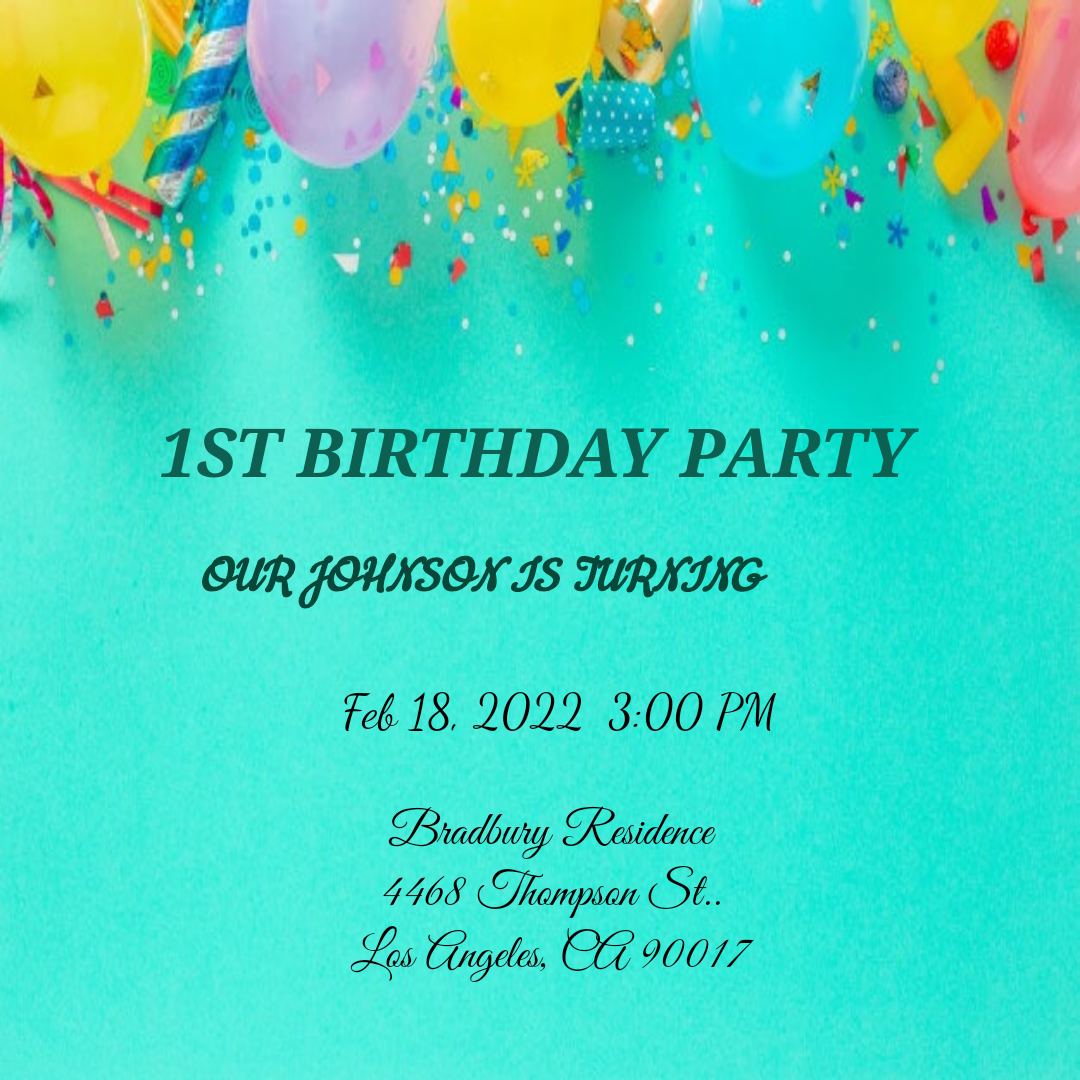 1ST BIRTHDAY PARTY
OUR JOHNSON IS TURNING
Feb 18, 2022 3:00 PM
Bradbury Residence
4468 Thompson St..
Los Angeles, CA 90017